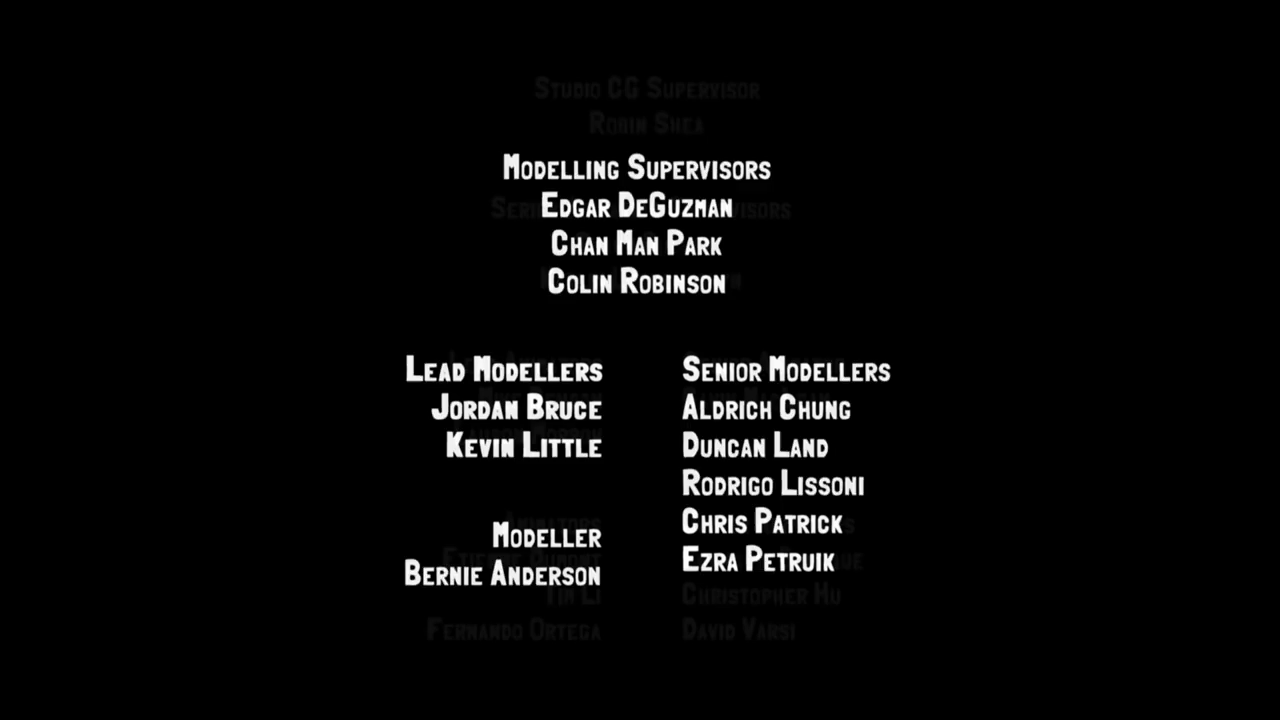 Studio CG Supervisor
Robin Shea
Modelling Supervisors
Edgar DeGuzman
Chan Man Park
Colin Robinson
Lead Modellers
Jordan Bruce
Kevin Little
Modeller
Bernie Anderson
Senior Modellers
Aldrich Chung
Duncan Land
Rodrigo Lissoni
Chris Patrick
Ezra Petruik
Animators
Tim Li
Fernando Ortega
Christopher Hu
David Varsi